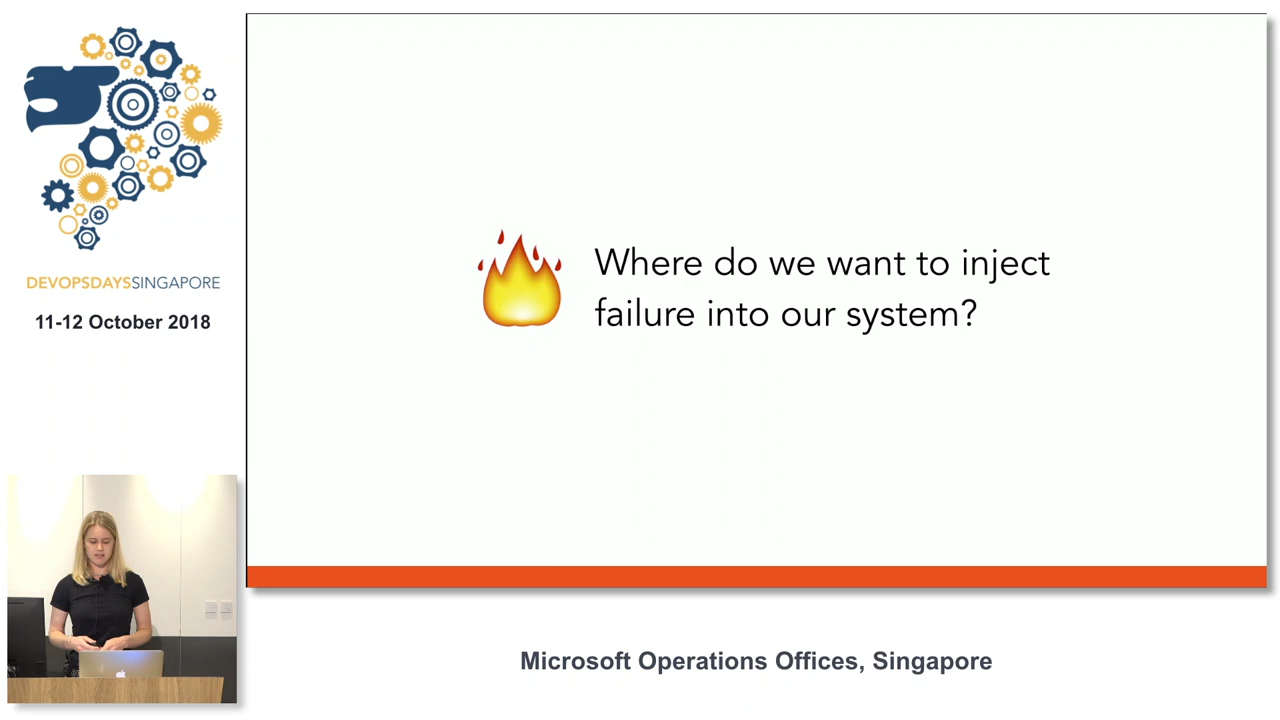 DEVOPSDAYSSINGAPORE
11-12 October 2018
Where do we want to inject
failure into our system?
Microsoft Operations Offices, Singapore